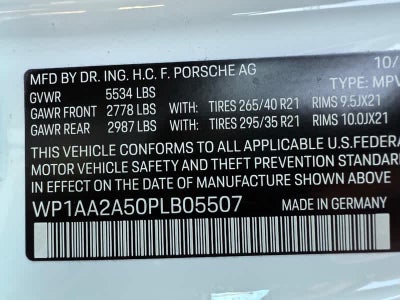 MFD. BY DR. ING. H.C. F. PORSCHE AG 10/
GVWR 5534 LBS TYPE: MPV
GAWR FRONT 2778 LBS WITH: TIRES 265/40 R21 RIMS 9.5JX21
GAWR REAR 2987 LBS WITH: TIRES 295/35 R21 RIMS 10.0JX21
THIS VEHICLE CONFORMS TO ALL APPLICABLE U.S.FEDERA
MOTOR VEHICLE SAFETY AND THEFT PREVENTION STANDAR
IN EFFECT ON THE DATE OF MANUFACTURE SHOWN ABOVE
WP1AA2A50PLB05507 MADE IN GERMANY